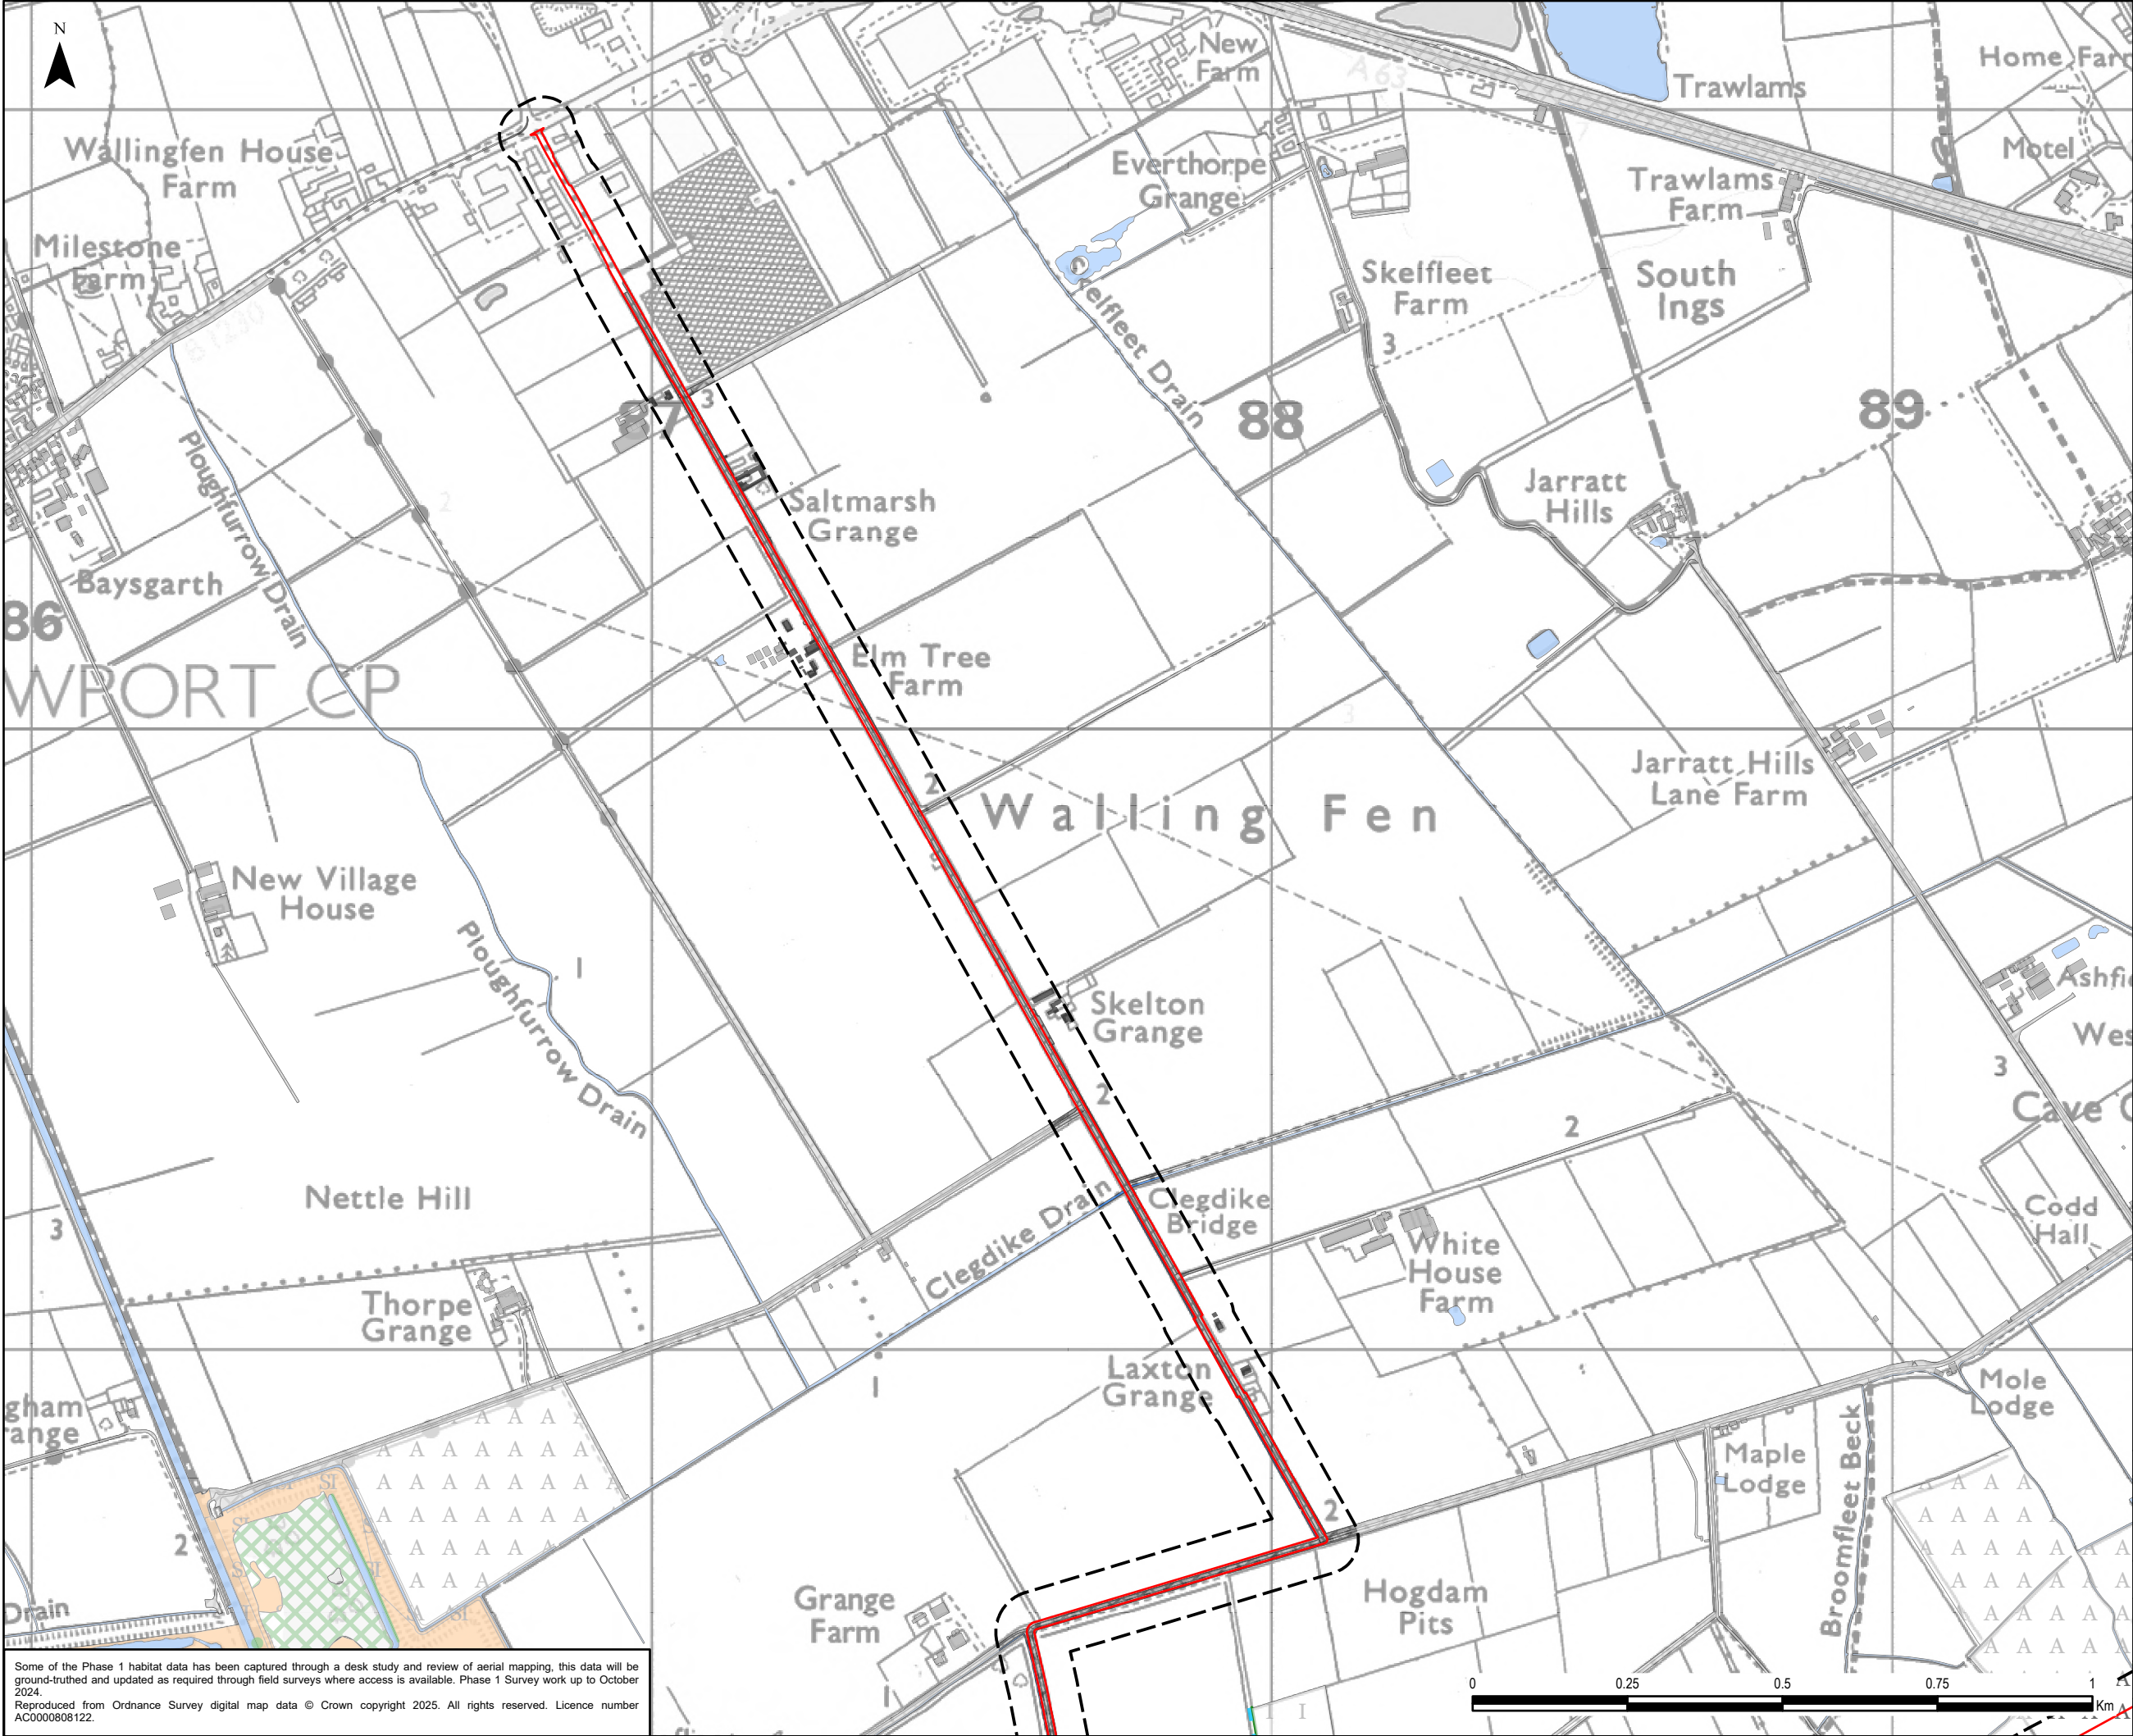 N
New
Farm
A 63
Trawlams
Home Farm
Wallingfen House
Farm
Everthorpe
Grange
Motel
Trawlams
Farm
Milestone
Farm
Skelfleet
Farm
South
Ings
B 1230
3
elfleet Drain
87
3
88
89
Ploughfurrow Drain
2
Saltmarsh
Grange
Jarratt
Hills
Baysgarth
86
WPORT CP
Elm Tree
Farm
3
Jarratt Hills
Lane Farm
2
Walling Fen
New Village
House
Ploughfurrow Drain
1
Skelton
Grange
Ashfi
Wes
3
2
Cave C
2
Nettle Hill
Clegdike Drain
Clegdike
Bridge
Codd
Hall
3
White
House
Farm
Thorpe
Grange
Laxton
Grange
1
Mole
Lodge
gham
range
Maple
Lodge
Broomfleet Beck
2
2
Grange
Farm
Hogdam
Pits
Drain
1
I I
SI
A A A A A A A
0 0.25 0.5 0.75 1
Km
Some of the Phase 1 habitat data has been captured through a desk study and review of aerial mapping, this data will be
ground-truthed and updated as required through field surveys where access is available. Phase 1 Survey work up to October
2024.
Reproduced from Ordnance Survey digital map data © Crown copyright 2025. All rights reserved. Licence number
AC0000808122.